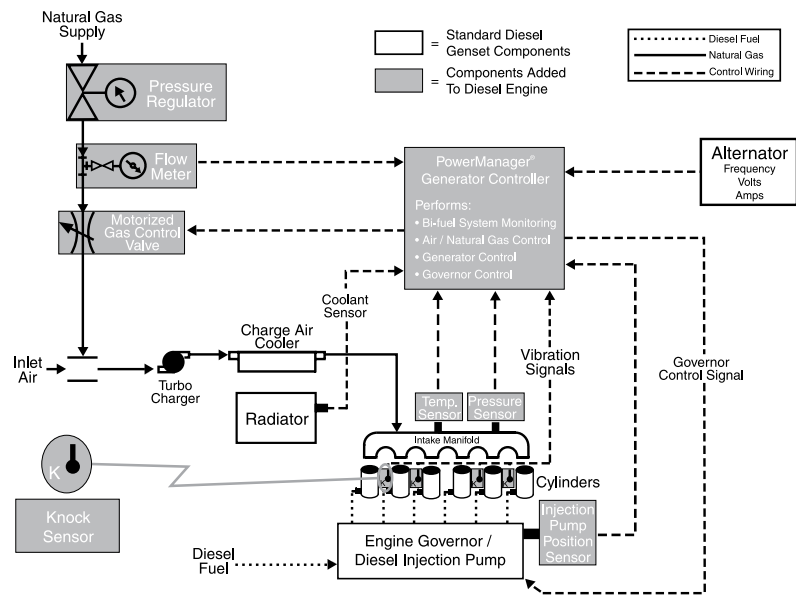 Natural Gas
Supply
Pressure
Regulator
= Standard Diesel
Genset Components
= Components Added
To Diesel Engine
Diesel Fuel
Natural Gas
Control Wiring
Flow
Meter
PowerManager®
Generator Controller
Performs:
• Bi-fuel System Monitoring
• Air / Natural Gas Control
• Generator Control
• Governor Control
Alternator
Frequency
Volts
Amps
Motorized
Gas Control
Valve
Coolant
Sensor
Charge Air
Cooler
Inlet
Air
Turbo
Charger
Radiator
Vibration
Signals
Governor
Control Signal
Temp.
Sensor
Pressure
Sensor
Intake Manifold
K
K
K
K
K
Cylinders
Knock
Sensor
Injection
Pump
Position
Sensor
Engine Governor /
Diesel Injection Pump
Diesel
Fuel